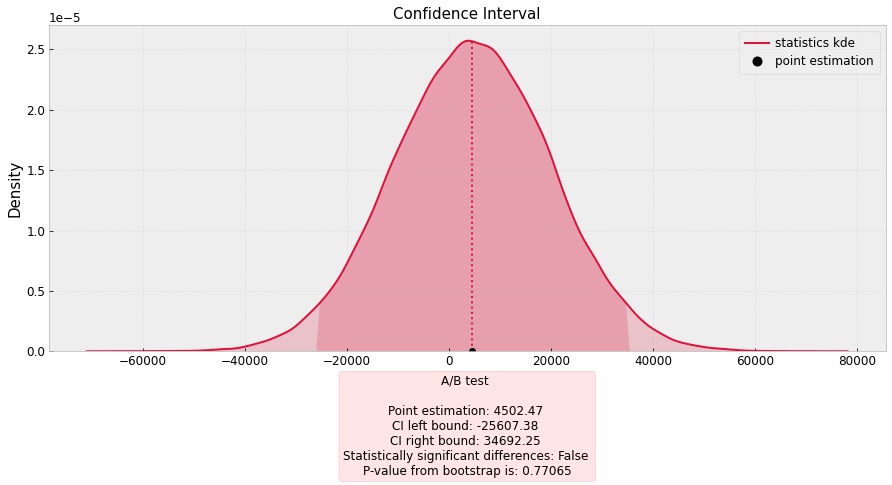 Confidence Interval
1e−5
statistics kde
point estimation
2.5
2.0
1.5
1.0
0.5
0.0
Density
−60000 −40000 −20000 0 20000 40000 60000 80000
A/B test
Point estimation: 4502.47
CI left bound: -25607.38
CI right bound: 34692.25
Statistically significant differences: False
P-value from bootstrap is: 0.77065